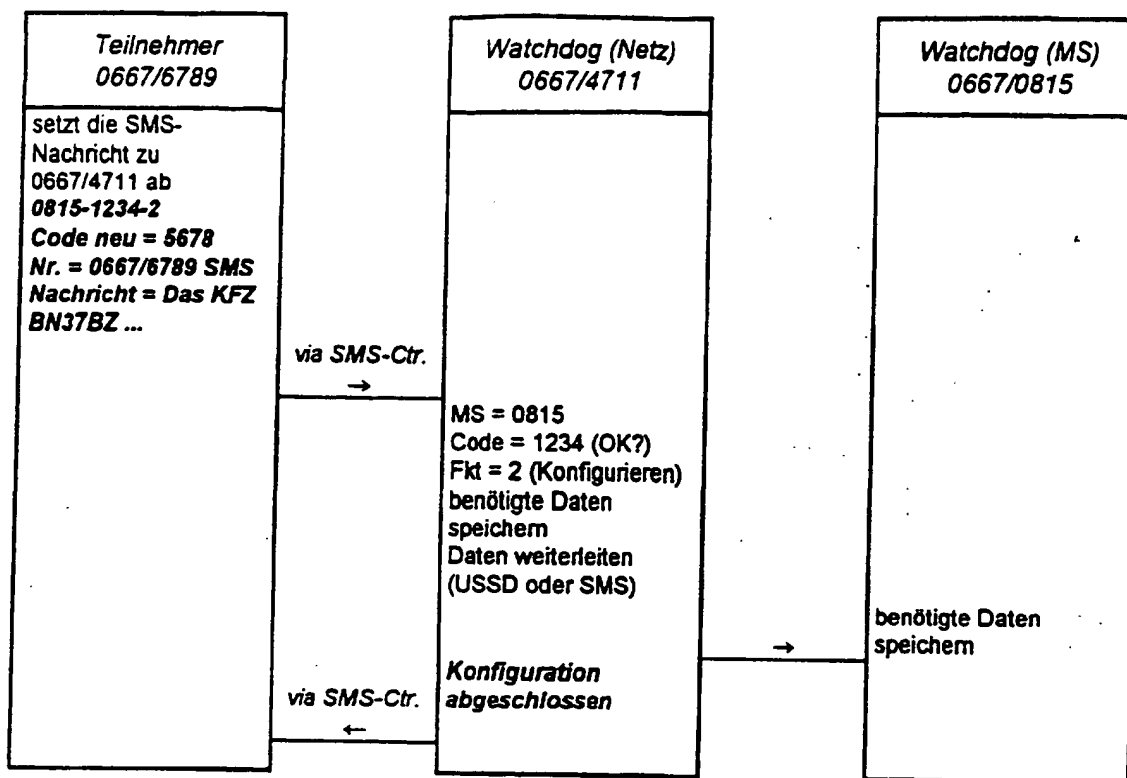 Teilnehmer
0667/6789
setzt die SMS-
Nachricht zu
0667/4711 ab
0815-1234-2
Code neu = 5678
Nr. = 0667/6789 SMS
Nachricht = Das KFZ
BN37BZ ...
via SMS-Ctr.
→
via SMS-Ctr.
←
Watchdog (Netz)
0667/4711
MS = 0815
Code = 1234 (OK?)
Fkt = 2 (Konfigurieren)
benötigte Daten
speichern
Daten weiterleiten
(USSD oder SMS)
Konfiguration
abgeschlossen
→
Watchdog (MS)
0667/0815
benötigte Daten
speichern